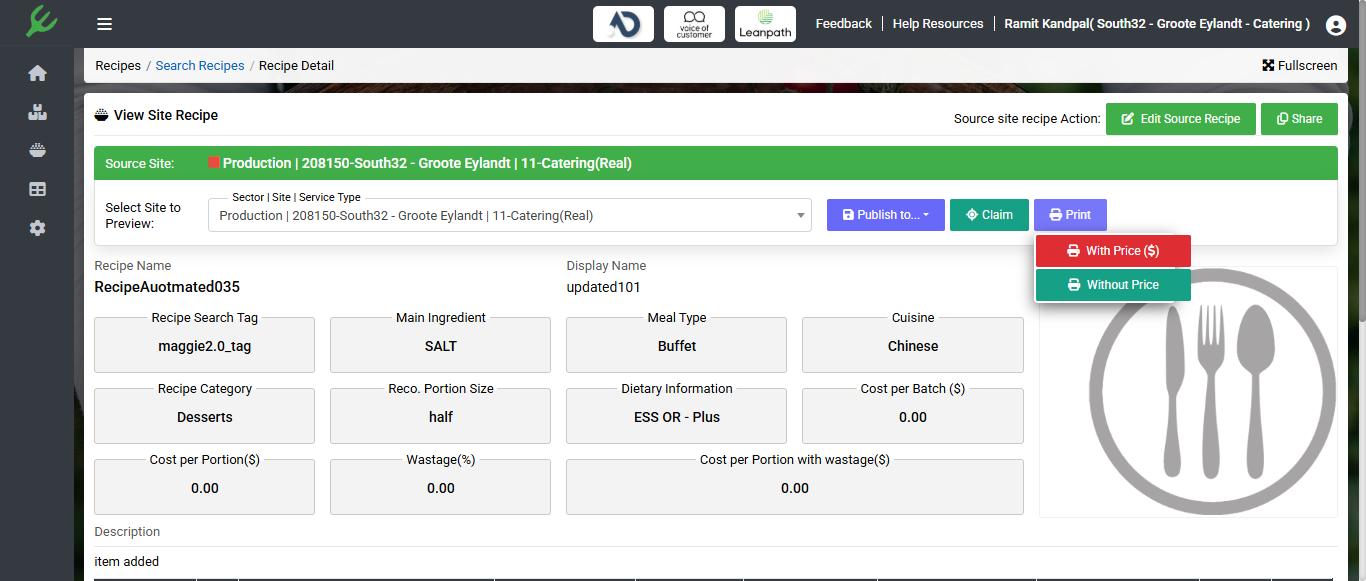 voice of
customer
Leanpath
Feedback
Help Resources
Ramit Kandpal( South32 - Groote Eylandt - Catering )
Recipes / Search Recipes / Recipe Detail
Fullscreen
View Site Recipe
Source site recipe Action:
Edit Source Recipe
Share
Source Site:
Production | 208150-South32 - Groote Eylandt | 11-Catering(Real)
Select Site to
Preview:
Sector | Site | Service Type
Production | 208150-South32 - Groote Eylandt | 11-Catering(Real)
Publish to...
Claim
Print
With Price ($)
Without Price
Recipe Name
RecipeAuotmated035
Display Name
updated101
Recipe Search Tag
maggie2.0_tag
Main Ingredient
SALT
Meal Type
Buffet
Cuisine
Chinese
Recipe Category
Desserts
Reco. Portion Size
half
Dietary Information
ESS OR - Plus
Cost per Batch ($)
0.00
Cost per Portion($)
0.00
Wastage(%)
0.00
Cost per Portion with wastage($)
0.00
Description
item added